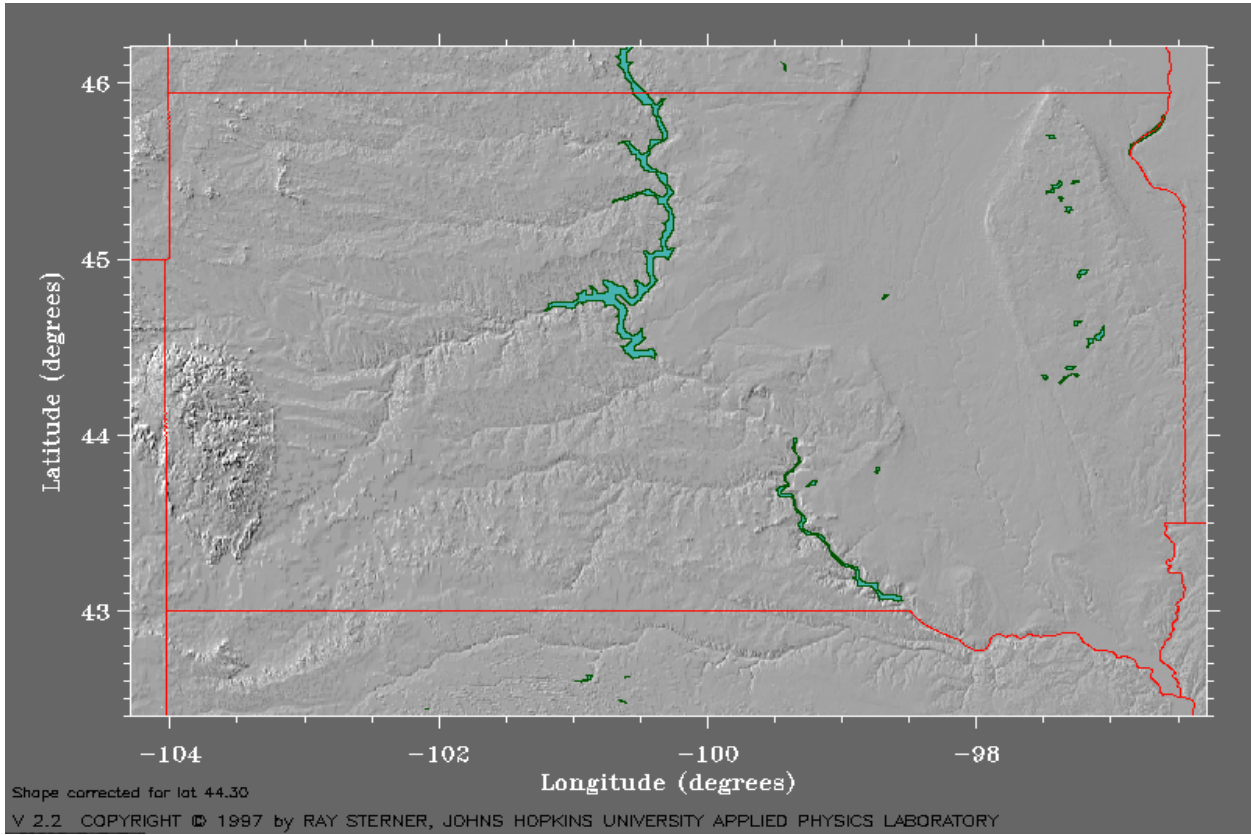 46
45
44
43
Latitude (degrees)
-104 -102 -100 -98
Longitude (degrees)
Shape corrected for lat 44.30
V 2.2 COPYRIGHT © 1997 by RAY STERNER, JOHNS HOPKINS UNIVERSITY APPLIED PHYSICS LABORATORY